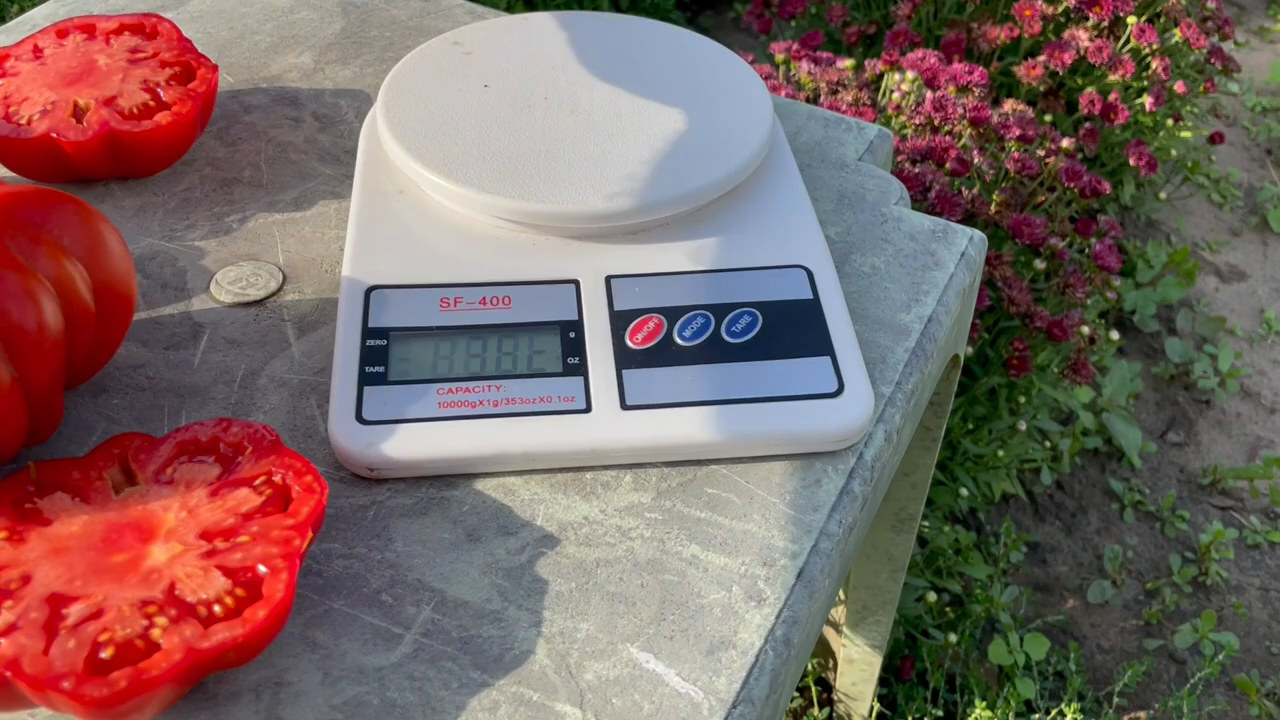 SF-400
ZERO
g
TARE
OZ
CAPACITY:
10000gX1g/353ozX0.1oz
ON/OFF
MODE
TARE